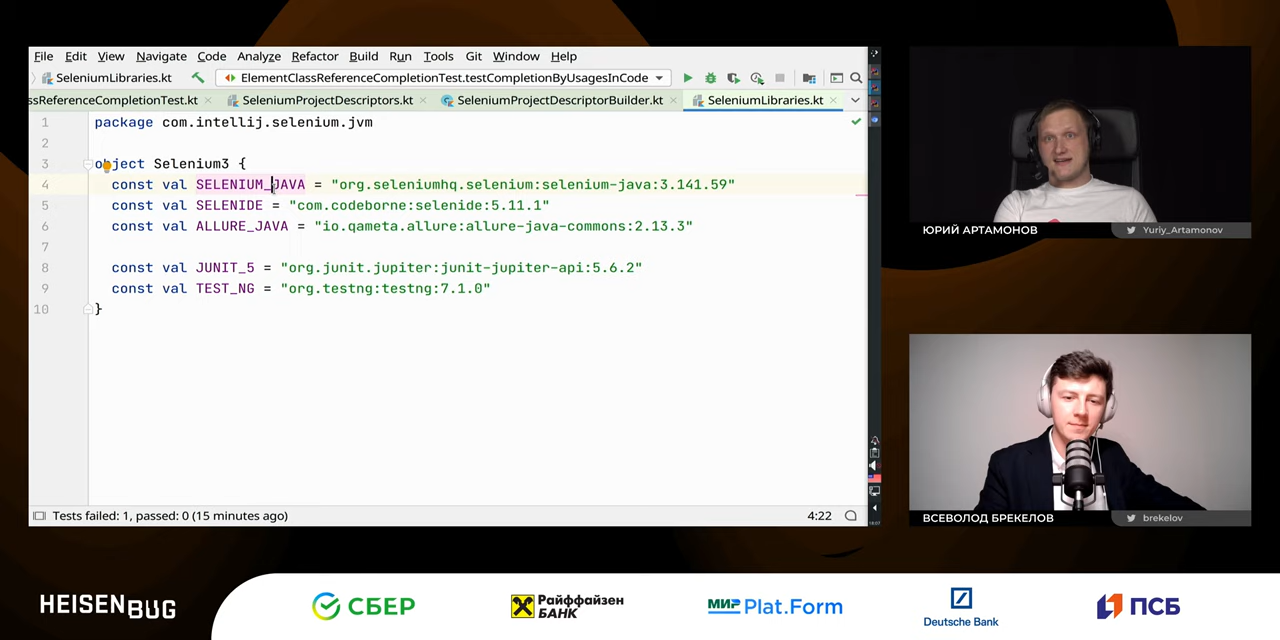 File Edit View Navigate Code Analyze Refactor Build Run Tools Git Window Help
SeleniumLibraries.kt ElementClassReferenceCompletionTest.testCompletionByUsagesInCode
ssReferenceCompletionTest.kt SeleniumProjectDescriptors.kt SeleniumProjectDescriptorBuilder.kt SeleniumLibraries.kt
1 package com.intellij.selenium.jvm
2
3 object Selenium3 {
4 const val SELENIUM_JAVA = "org.seleniumhq.selenium:selenium-java:3.141.59"
5 const val SELENIDE = "com.codeborne:selenide:5.11.1"
6 const val ALLURE_JAVA = "io.qameta.allure:allure-java-commons:2.13.3"
7
8 const val JUNIT_5 = "org.junit.jupiter:junit-jupiter-api:5.6.2"
9 const val TEST_NG = "org.testng:testng:7.1.0"
10 }
Tests failed: 1, passed: 0 (15 minutes ago) 4:22
ЮРИЙ АРТАМОНОВ Yuriy_Artamonov
ВСЕВОЛОД БРЕКЕЛОВ brekelov
HEISENBUG
СБЕР
Райффайзен
БАНК
МИР Plat.Form
Deutsche Bank
ПСБ